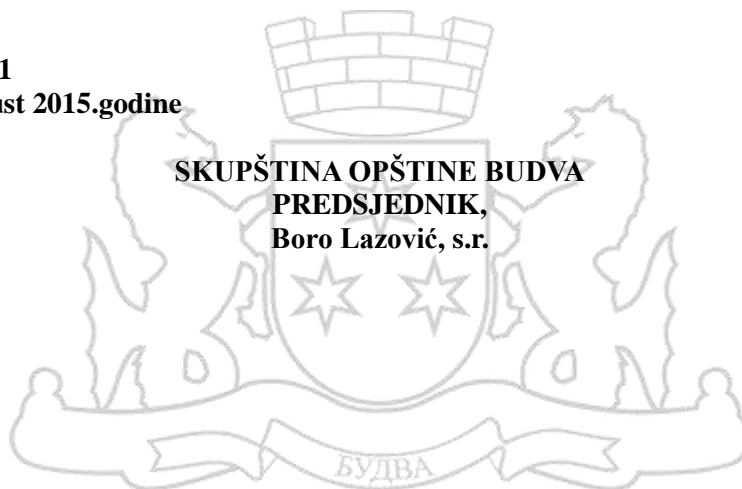 1
ust 2015.godine
SKUPŠTINA OPŠTINE BUDVA
PREDSJEDNIK,
Boro Lazović, s.r.
БУДВА